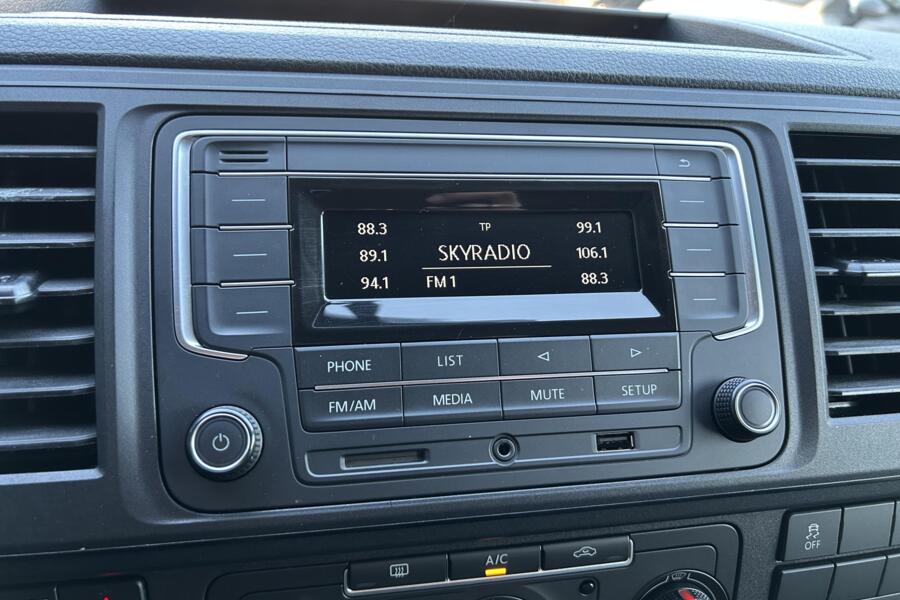 88.3 TP 99.1
89.1 SKYRADIO 106.1
94.1 FM 1 88.3
PHONE LIST
FM/AM MEDIA MUTE SETUP
A/C
OFF